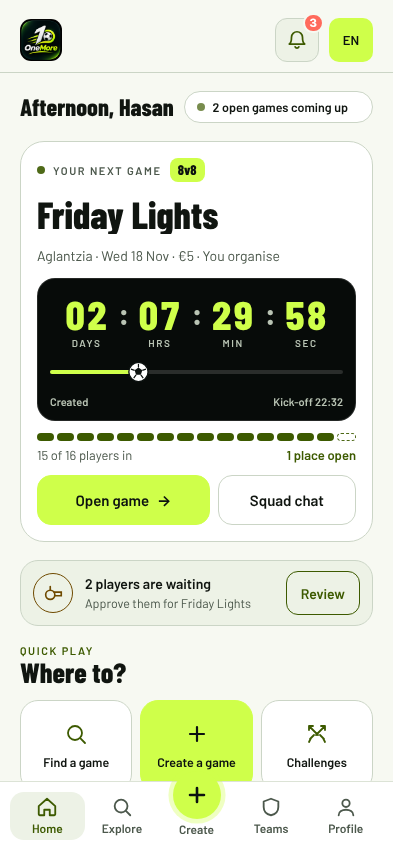 OneMore
3
EN
Afternoon, Hasan
2 open games coming up
YOUR NEXT GAME
8v8
Friday Lights
Aglantzia · Wed 18 Nov · €5 · You organise
02 : 07 : 29 : 58
DAYS HRS MIN SEC
Created
Kick-off 22:32
15 of 16 players in
1 place open
Open game →
Squad chat
2 players are waiting
Approve them for Friday Lights
Review
QUICK PLAY
Where to?
Find a game
Create a game
Challenges
Home
Explore
Create
Teams
Profile